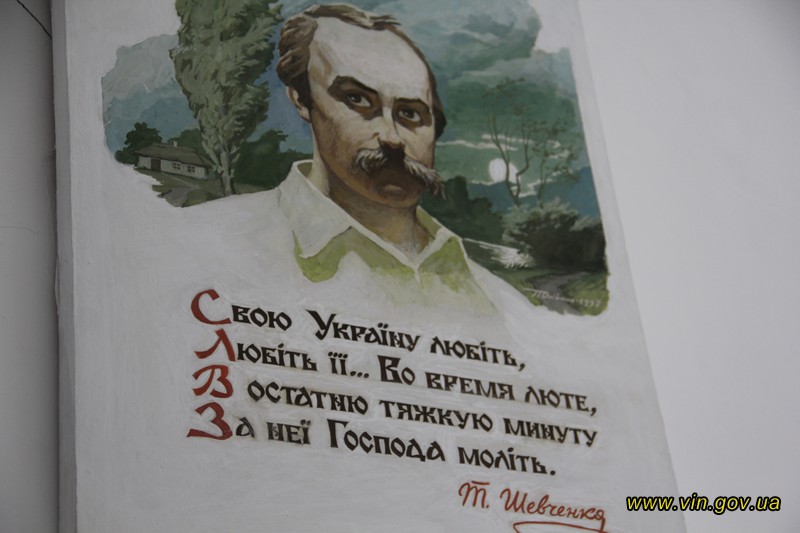 Свою Україну любіть,
Любіть її... Во время люте,
В остатню тяжкую минуту
За неї Господа моліть.
Т. Шевченко
www.vin.gov.ua